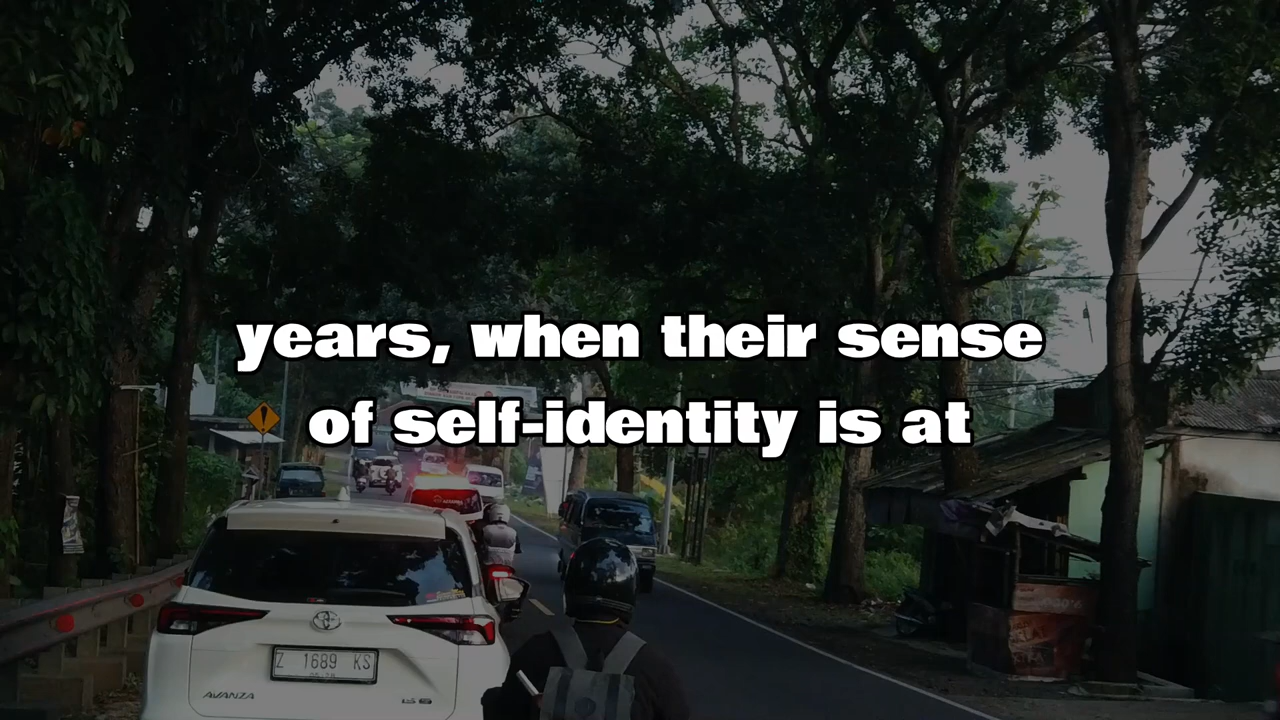 years, when their sense
of self-identity is at
Z 1689 KS
AVANZA